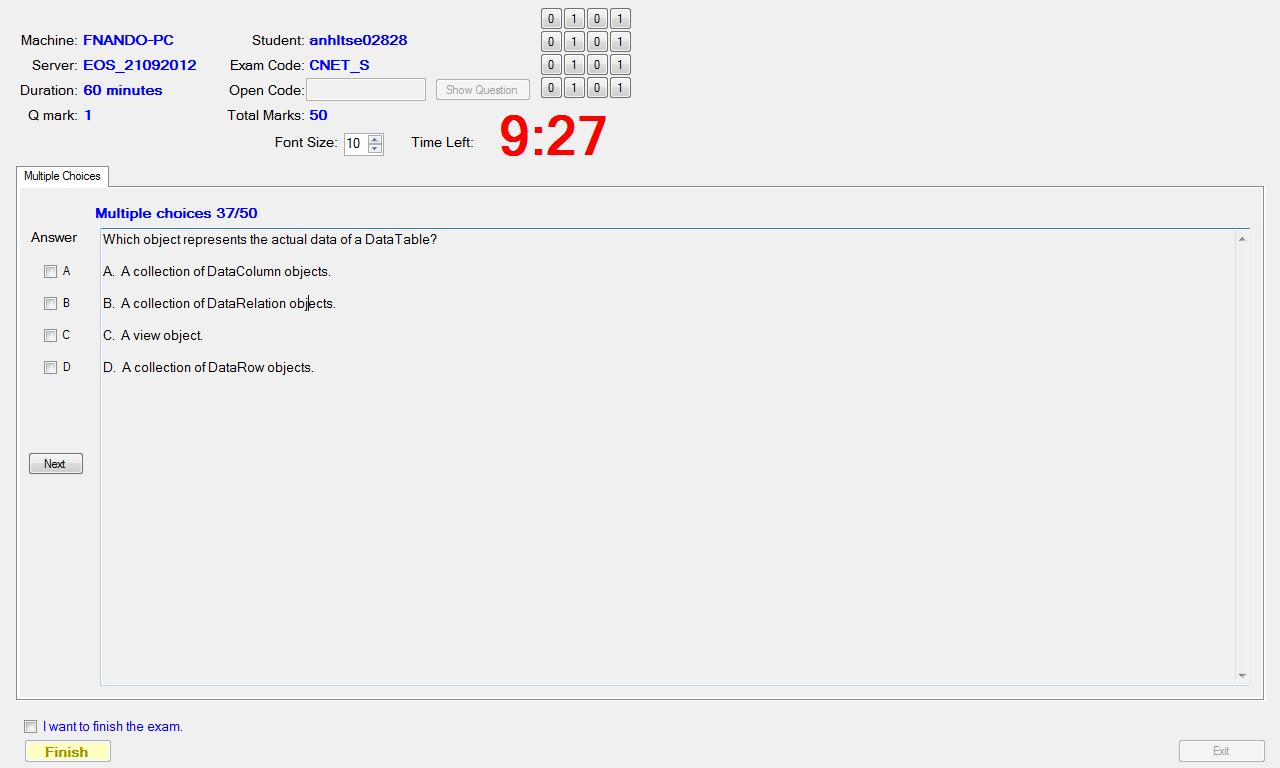 Machine: FNANDO-PC Student: anhltse02828
Server: EOS_21092012 Exam Code: CNET_S
Duration: 60 minutes Open Code: Show Question
Q mark: 1 Total Marks: 50
Font Size: 10 Time Left: 9:27
0 1 0 1
0 1 0 1
0 1 0 1
0 1 0 1
Multiple Choices
Multiple choices 37/50
Answer
Which object represents the actual data of a DataTable?
A A. A collection of DataColumn objects.
B B. A collection of DataRelation objects.
C C. A view object.
D D. A collection of DataRow objects.
Next
I want to finish the exam.
Finish
Exit